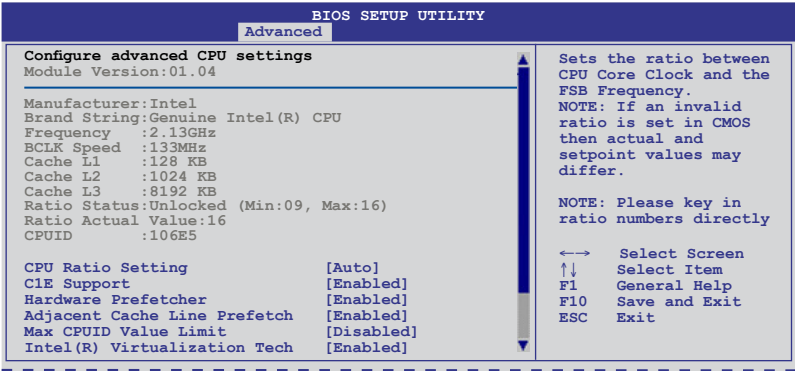 BIOS SETUP UTILITY
Advanced
Configure advanced CPU settings
Module Version:01.04
Manufacturer:Intel
Brand String:Genuine Intel(R) CPU
Frequency :2.13GHz
BCLK Speed :133MHz
Cache L1 :128 KB
Cache L2 :1024 KB
Cache L3 :8192 KB
Ratio Status:Unlocked (Min:09, Max:16)
Ratio Actual Value:16
CPUID :106E5
CPU Ratio Setting [Auto]
C1E Support [Enabled]
Hardware Prefetcher [Enabled]
Adjacent Cache Line Prefetch [Enabled]
Max CPUID Value Limit [Disabled]
Intel(R) Virtualization Tech [Enabled]
Sets the ratio between
CPU Core Clock and the
FSB Frequency.
NOTE: If an invalid
ratio is set in CMOS
then actual and
setpoint values may
differ.
NOTE: Please key in
ratio numbers directly
←→ Select Screen
↑↓ Select Item
F1 General Help
F10 Save and Exit
ESC Exit